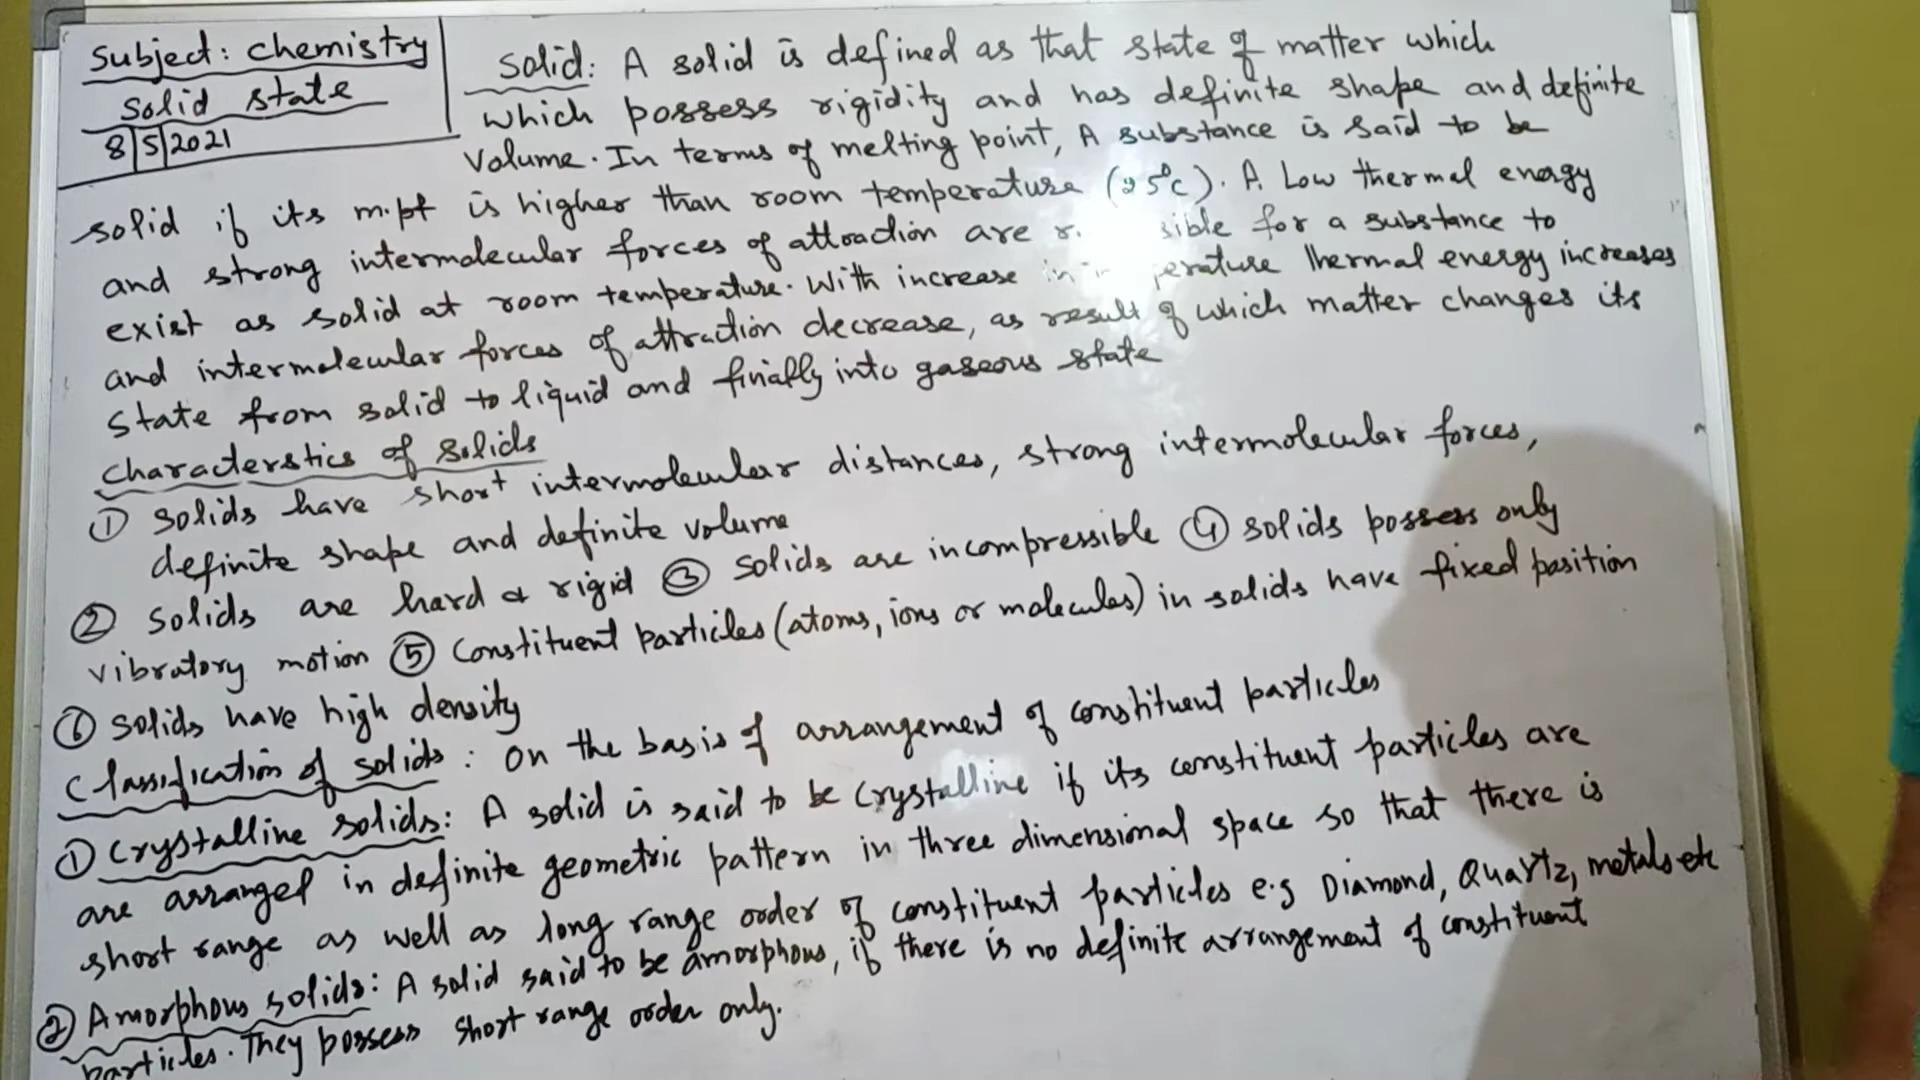 Subject: Chemistry
Solid state
8|5|2021
Solid: A solid is defined as that state of matter which
which possess rigidity and has definite shape and definite
Volume. In terms of melting point, A substance is said to be
solid if its m.pt is higher than room temperature (25°c). A Low thermal energy
and strong intermolecular forces of attraction are sible for a substance to
exist as solid at room temperature. With increase in perature thermal energy increases
and intermolecular forces of attraction decrease, as result of which matter changes its
state from solid to liquid and finially into gaseous state
characterstics of solids
① Solids have short intermolecular distances, strong intermolecular forces,
definite shape and definite volume
② Solids are hard & rigid ③ Solids are incompressible ④ Solids possess only
vibratory motion ⑤ Constituent particles (atoms, ions or molecules) in solids have fixed position
⑥ Solids have high density
Classification of solids: On the basis of arrangement of constituent particles
① Crystalline solids: A solid is said to be Crystalline if its constituent particles are
are arranged in definite geometric pattern in three dimensional space so that there is
short range as well as long range order of constituent particles e.g Diamond, Quartz, metals etc
② Amorphous solids: A solid said to be amorphous, if there is no definite arrangement of constituent
particles. They possess short range order only.